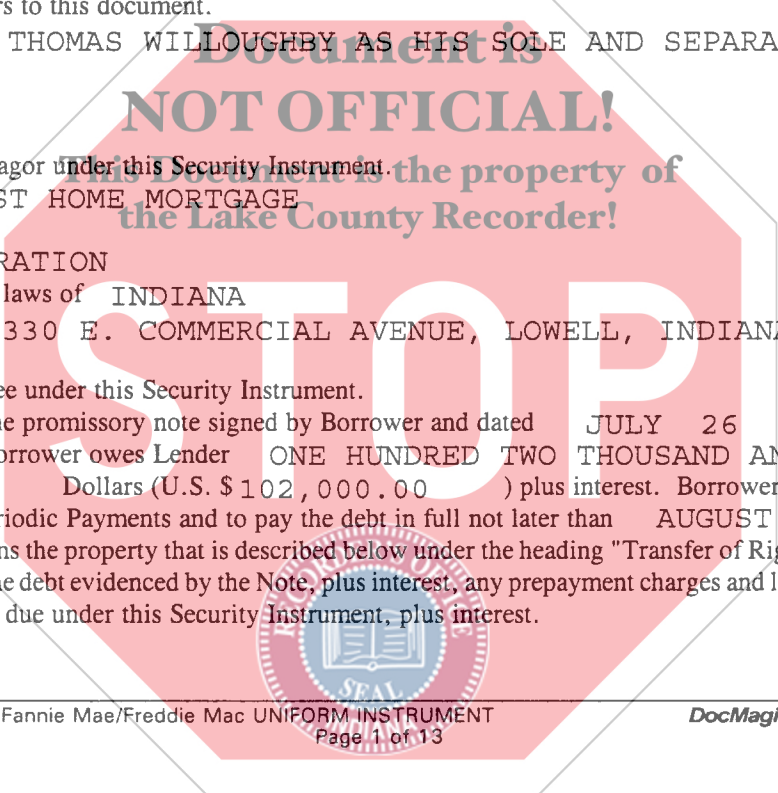 rs to this document.
THOMAS WILLOUGHBY AS HIS SOLE AND SEPARA
Document is
NOT OFFICIAL!
agor under this Security Instrument.
This Document is the property of
ST HOME MORTGAGE
the Lake County Recorder!
RATION
laws of INDIANA
330 E. COMMERCIAL AVENUE, LOWELL, INDIANA
STOP
ee under this Security Instrument.
he promissory note signed by Borrower and dated JULY 26
orrower owes Lender ONE HUNDRED TWO THOUSAND AN
Dollars (U.S. $ 102,000.00 ) plus interest. Borrower
riodic Payments and to pay the debt in full not later than AUGUST
ns the property that is described below under the heading "Transfer of Rig
he debt evidenced by the Note, plus interest, any prepayment charges and l
due under this Security Instrument, plus interest.
RECORDER'S OFFICE
SEAL
INDIANA
Fannie Mae/Freddie Mac UNIFORM INSTRUMENT
DocMagi
Page 1 of 13